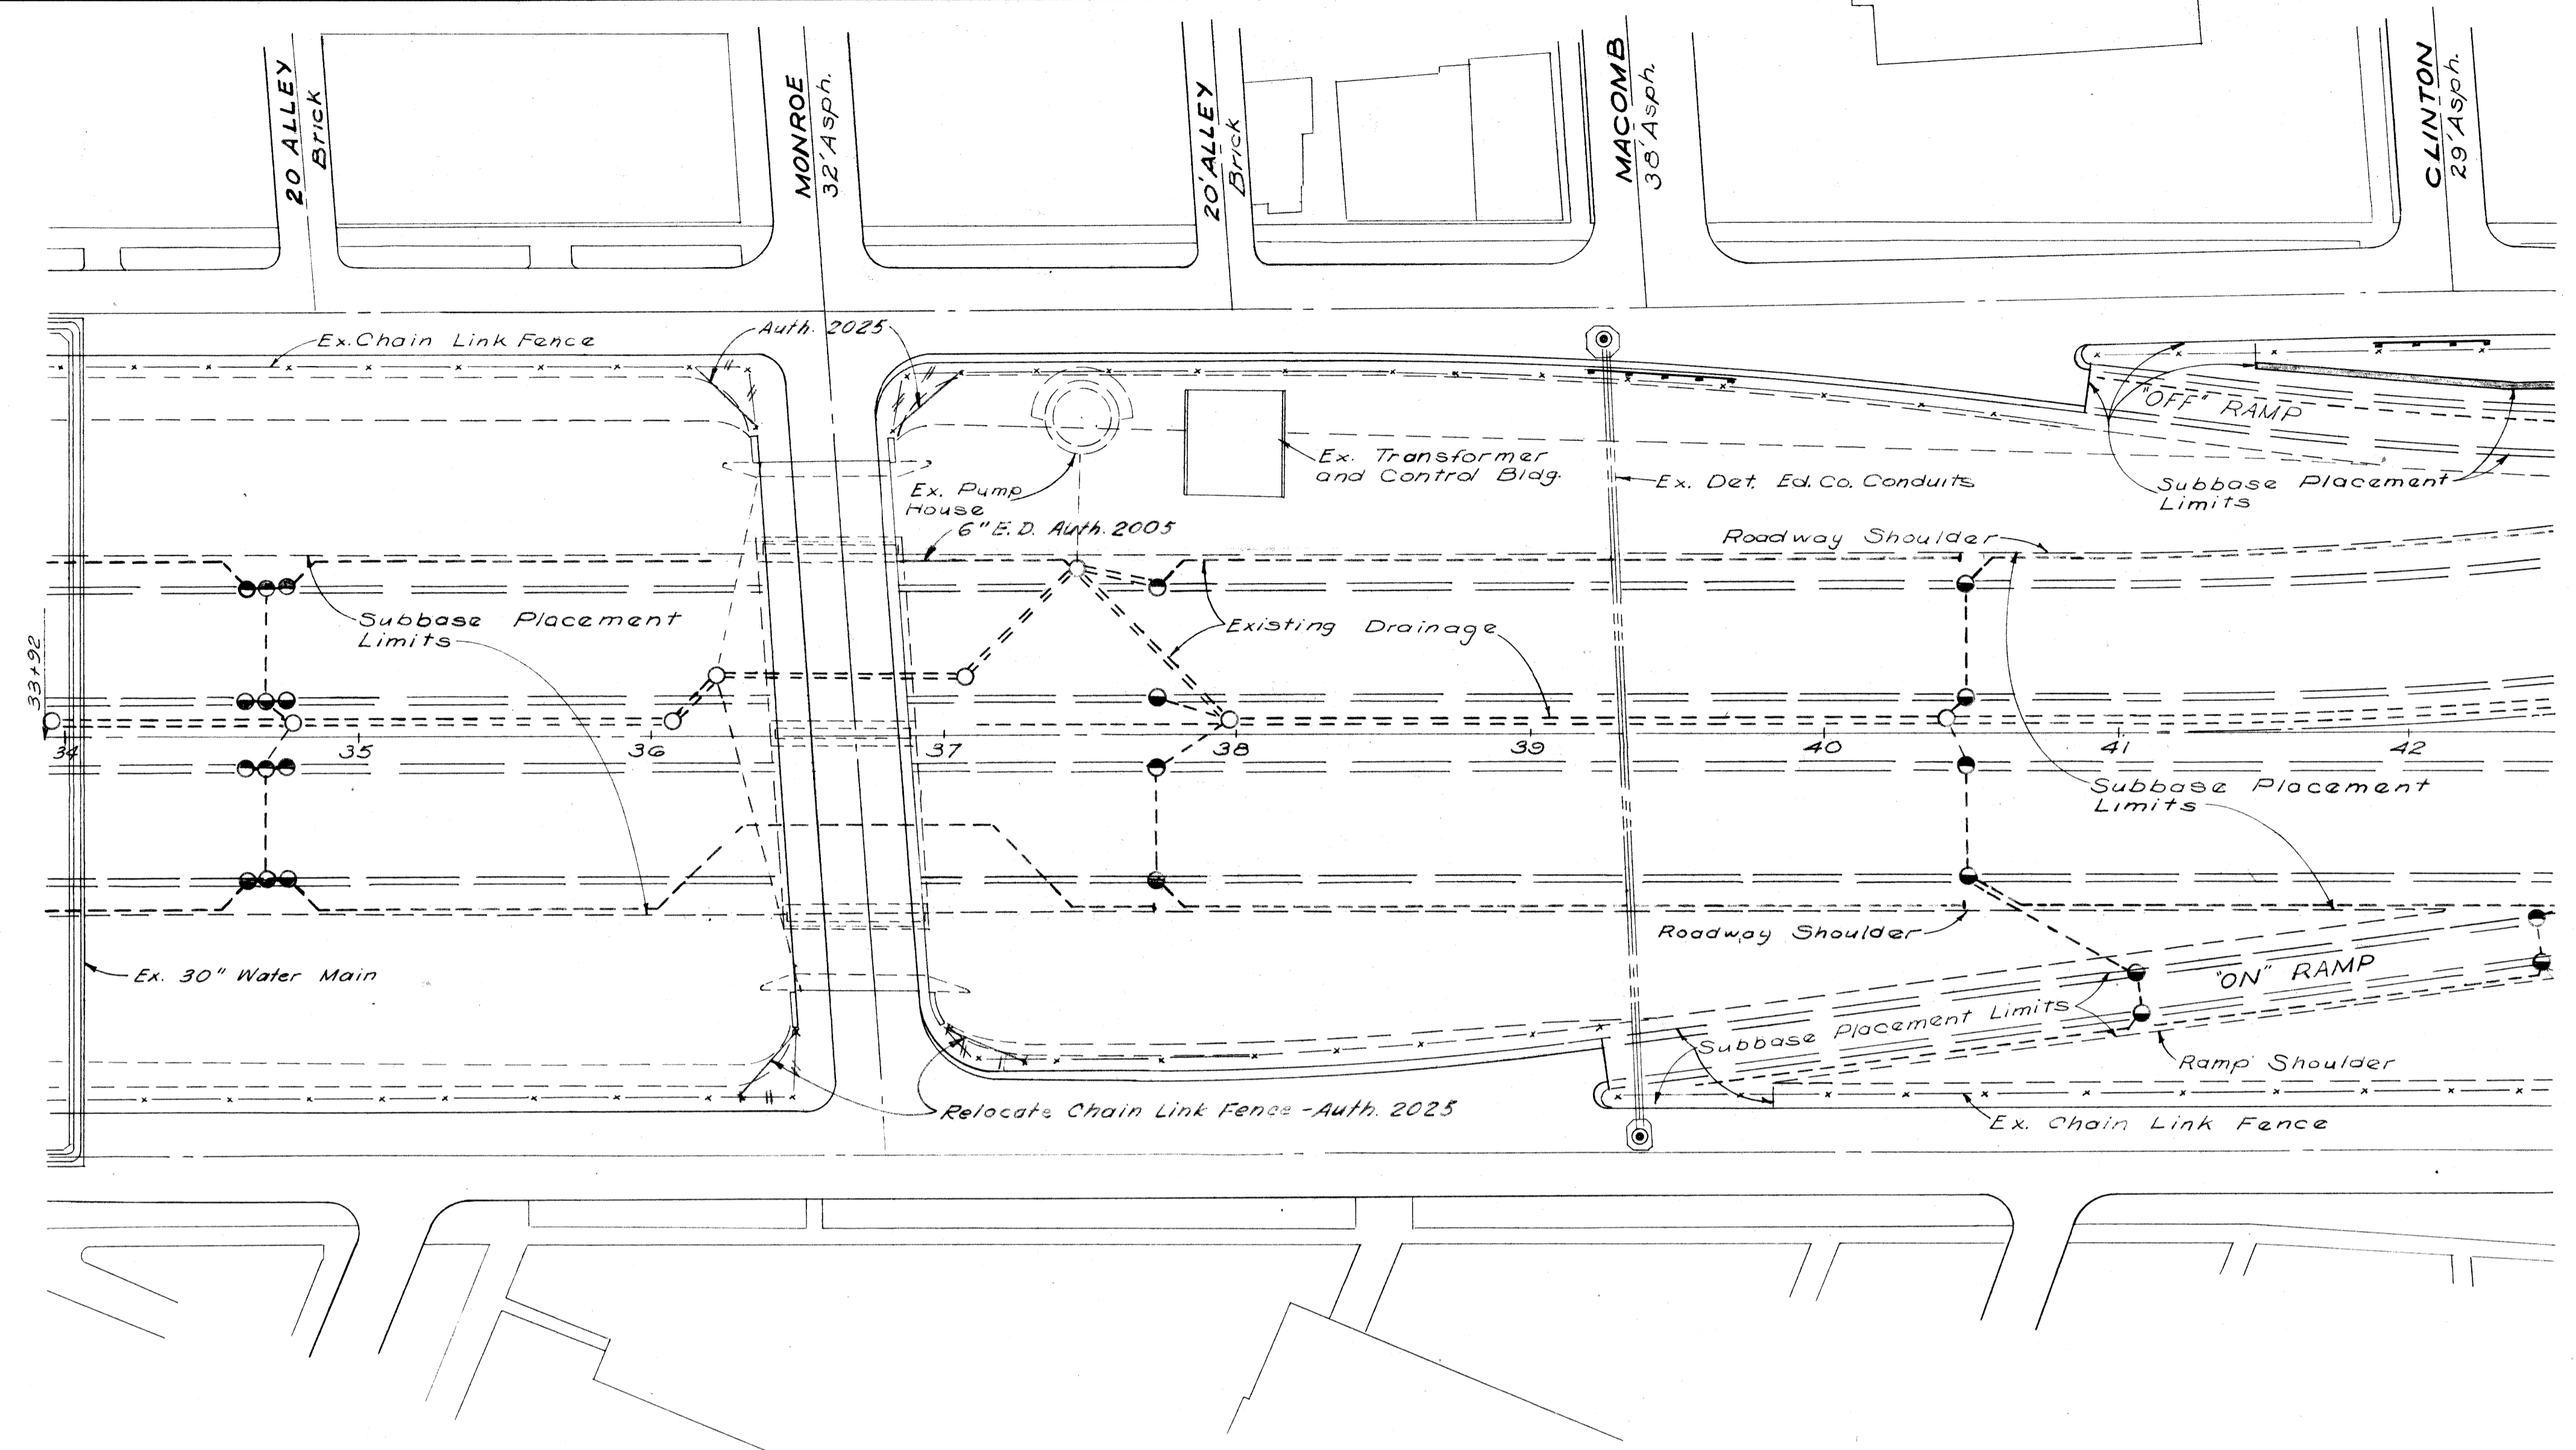 20 ALLEY
Brick
MONROE
32' Asph.
20' ALLEY
Brick
MACOMB
38' Asph.
CLINTON
29' Asph.
Ex. Chain Link Fence
Auth. 2025
"OFF" RAMP
Ex. Transformer
and Control Bldg.
Ex. Pump
House
Ex. Det. Ed. Co. Conduits
Subbase Placement
Limits
6" E.D. Auth. 2005
Roadway Shoulder
Subbase Placement
Limits
Existing Drainage
33+92
34
35
36
37
38
39
40
41
42
Subbase Placement
Limits
Roadway Shoulder
Ex. 30" Water Main
"ON" RAMP
Subbase Placement Limits
Ramp Shoulder
Relocate Chain Link Fence - Auth. 2025
Ex. Chain Link Fence